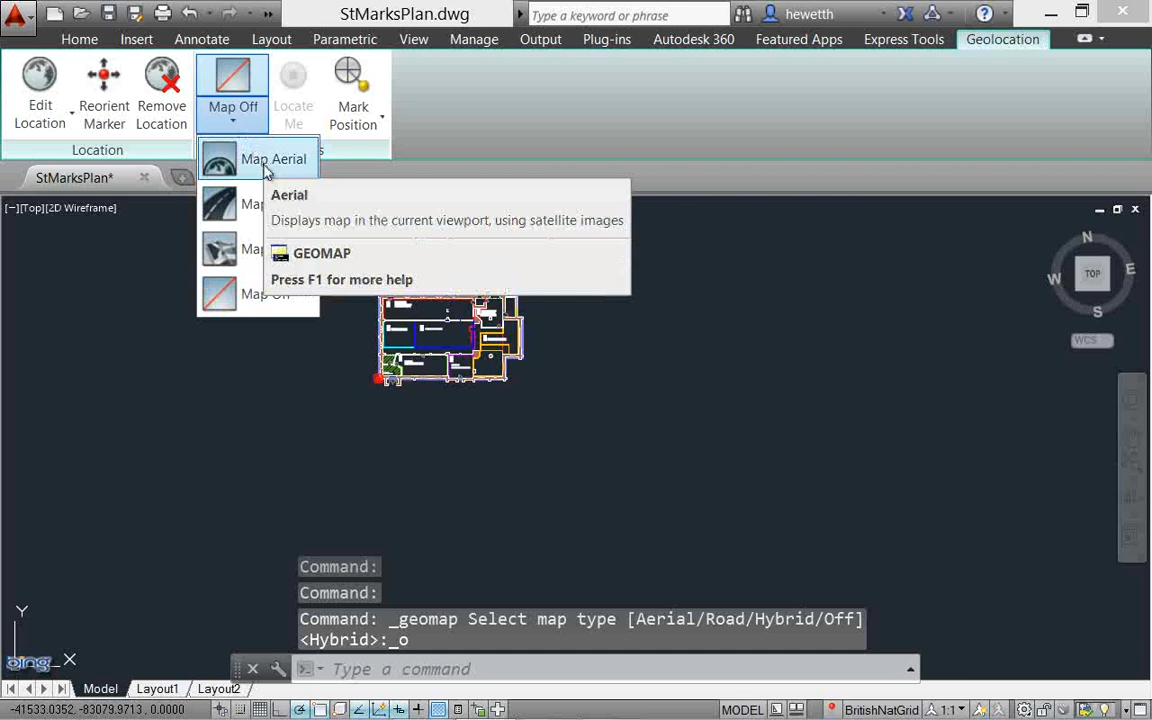 StMarksPlan.dwg
Type a keyword or phrase
hewetth
Home Insert Annotate Layout Parametric View Manage Output Plug-ins Autodesk 360 Featured Apps Express Tools Geolocation
Edit Location
Reorient Marker
Remove Location
Map Off
Locate Me
Mark Position
Location
StMarksPlan*
Map Aerial
Map Off
Aerial
Displays map in the current viewport, using satellite images
GEOMAP
Press F1 for more help
[−][Top][2D Wireframe]
N
W TOP E
S
WCS
Command:
Command:
Command: _geomap Select map type [Aerial/Road/Hybrid/Off]
<Hybrid>:_o
Type a command
Y
bing
Model Layout1 Layout2
-41533.0352, -83079.9713, 0.0000
MODEL
BritishNatGrid
1:1